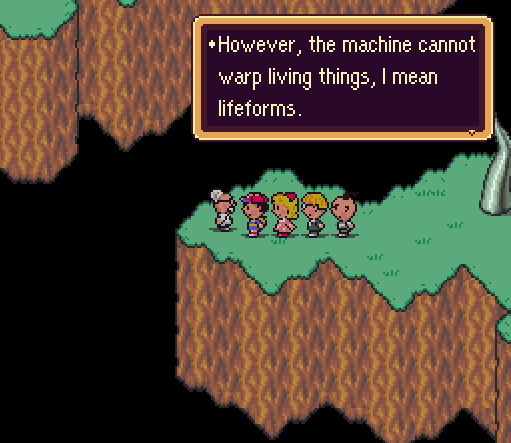 •However, the machine cannot
warp living things, I mean
lifeforms.